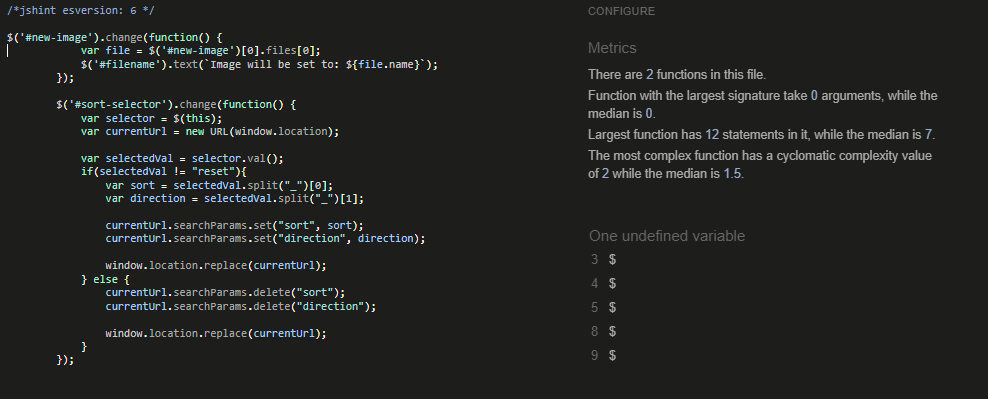 /*jshint esversion: 6 */
$('#new-image').change(function() {
var file = $('#new-image')[0].files[0];
$('#filename').text(`Image will be set to: ${file.name}`);
});
$('#sort-selector').change(function() {
var selector = $(this);
var currentUrl = new URL(window.location);
var selectedVal = selector.val();
if(selectedVal != "reset"){
var sort = selectedVal.split("_")[0];
var direction = selectedVal.split("_")[1];
currentUrl.searchParams.set("sort", sort);
currentUrl.searchParams.set("direction", direction);
window.location.replace(currentUrl);
} else {
currentUrl.searchParams.delete("sort");
currentUrl.searchParams.delete("direction");
window.location.replace(currentUrl);
}
});
CONFIGURE
Metrics
There are 2 functions in this file.
Function with the largest signature take 0 arguments, while the
median is 0.
Largest function has 12 statements in it, while the median is 7.
The most complex function has a cyclomatic complexity value
of 2 while the median is 1.5.
One undefined variable
3 $
4 $
5 $
8 $
9 $